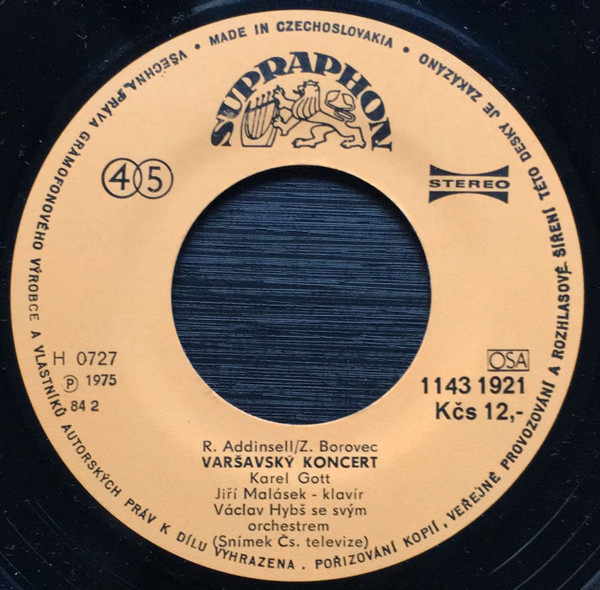 • MADE IN CZECHOSLOVAKIA •
VŠECHNA PRÁVA GRAMOFONOVÉHO VÝROBCE A VLASTNÍKŮ AUTORSKÝCH PRÁV K DÍLU VYHRAZENA. POŘIZOVÁNÍ KOPIÍ, VEŘEJNÉ PROVOZOVÁNÍ A ROZHLASOVÉ ŠÍŘENÍ TÉTO DESKY JE ZAKÁZÁNO
SUPRAPHON
45
STEREO
H 0727
Ⓟ 1975
84 2
OSA
1143 1921
Kčs 12,-
R. Addinsell/Z. Borovec
VARŠAVSKÝ KONCERT
Karel Gott
Jiří Malásek - klavír
Václav Hybš se svým
orchestrem
(Snímek Čs. televize)